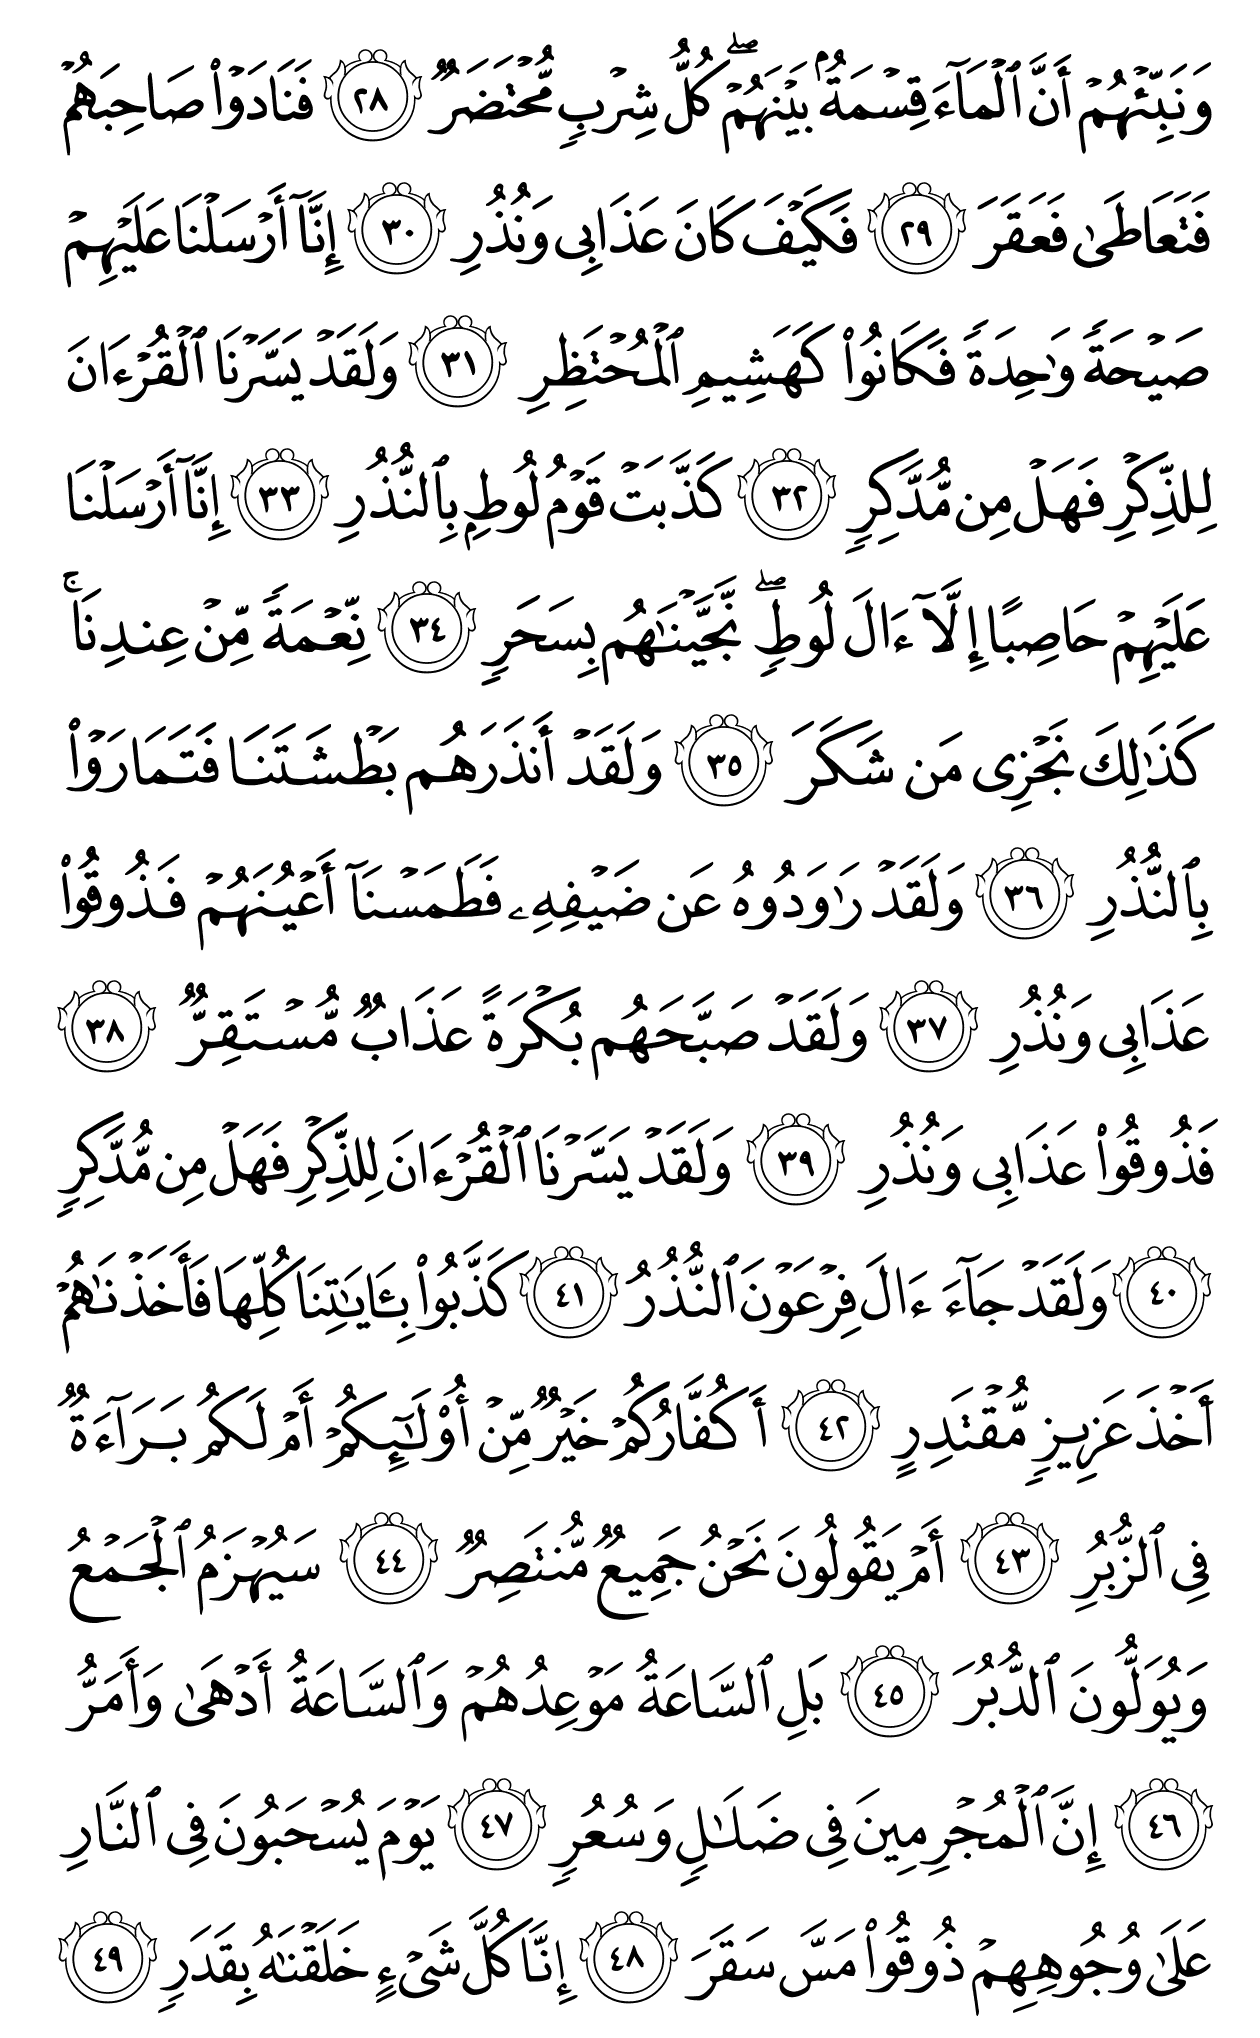 وَنَبِّئۡهُمۡ أَنَّ ٱلۡمَآءَ قِسۡمَةُۢ بَيۡنَهُمۡۖ كُلُّ شِرۡبٖ مُّحۡتَضَرٞ ٢٨ فَنَادَوۡاْ صَاحِبَهُمۡ
فَتَعَاطَىٰ فَعَقَرَ ٢٩ فَكَيۡفَ كَانَ عَذَابِي وَنُذُرِ ٣٠ إِنَّآ أَرۡسَلۡنَا عَلَيۡهِمۡ
صَيۡحَةٗ وَٰحِدَةٗ فَكَانُواْ كَهَشِيمِ ٱلۡمُحۡتَظِرِ ٣١ وَلَقَدۡ يَسَّرۡنَا ٱلۡقُرۡءَانَ
لِلذِّكۡرِ فَهَلۡ مِن مُّدَّكِرٖ ٣٢ كَذَّبَتۡ قَوۡمُ لُوطِۭ بِٱلنُّذُرِ ٣٣ إِنَّآ أَرۡسَلۡنَا
عَلَيۡهِمۡ حَاصِبًا إِلَّآ ءَالَ لُوطٖۖ نَّجَّيۡنَٰهُم بِسَحَرٖ ٣٤ نِّعۡمَةٗ مِّنۡ عِندِنَاۚ
كَذَٰلِكَ نَجۡزِي مَن شَكَرَ ٣٥ وَلَقَدۡ أَنذَرَهُم بَطۡشَتَنَا فَتَمَارَوۡاْ
بِٱلنُّذُرِ ٣٦ وَلَقَدۡ رَٰوَدُوهُ عَن ضَيۡفِهِۦ فَطَمَسۡنَآ أَعۡيُنَهُمۡ فَذُوقُواْ
عَذَابِي وَنُذُرِ ٣٧ وَلَقَدۡ صَبَّحَهُم بُكۡرَةً عَذَابٞ مُّسۡتَقِرّٞ ٣٨
فَذُوقُواْ عَذَابِي وَنُذُرِ ٣٩ وَلَقَدۡ يَسَّرۡنَا ٱلۡقُرۡءَانَ لِلذِّكۡرِ فَهَلۡ مِن مُّدَّكِرٖ
٤٠ وَلَقَدۡ جَآءَ ءَالَ فِرۡعَوۡنَ ٱلنُّذُرُ ٤١ كَذَّبُواْ بِـَٔايَٰتِنَا كُلِّهَا فَأَخَذۡنَٰهُمۡ
أَخۡذَ عَزِيزٖ مُّقۡتَدِرٍ ٤٢ أَكُفَّارُكُمۡ خَيۡرٞ مِّنۡ أُوْلَٰٓئِكُمۡ أَمۡ لَكُم بَرَآءَةٞ
فِي ٱلزُّبُرِ ٤٣ أَمۡ يَقُولُونَ نَحۡنُ جَمِيعٞ مُّنتَصِرٞ ٤٤ سَيُهۡزَمُ ٱلۡجَمۡعُ
وَيُوَلُّونَ ٱلدُّبُرَ ٤٥ بَلِ ٱلسَّاعَةُ مَوۡعِدُهُمۡ وَٱلسَّاعَةُ أَدۡهَىٰ وَأَمَرُّ
٤٦ إِنَّ ٱلۡمُجۡرِمِينَ فِي ضَلَٰلٖ وَسُعُرٖ ٤٧ يَوۡمَ يُسۡحَبُونَ فِي ٱلنَّارِ
عَلَىٰ وُجُوهِهِمۡ ذُوقُواْ مَسَّ سَقَرَ ٤٨ إِنَّا كُلَّ شَيۡءٍ خَلَقۡنَٰهُ بِقَدَرٖ ٤٩